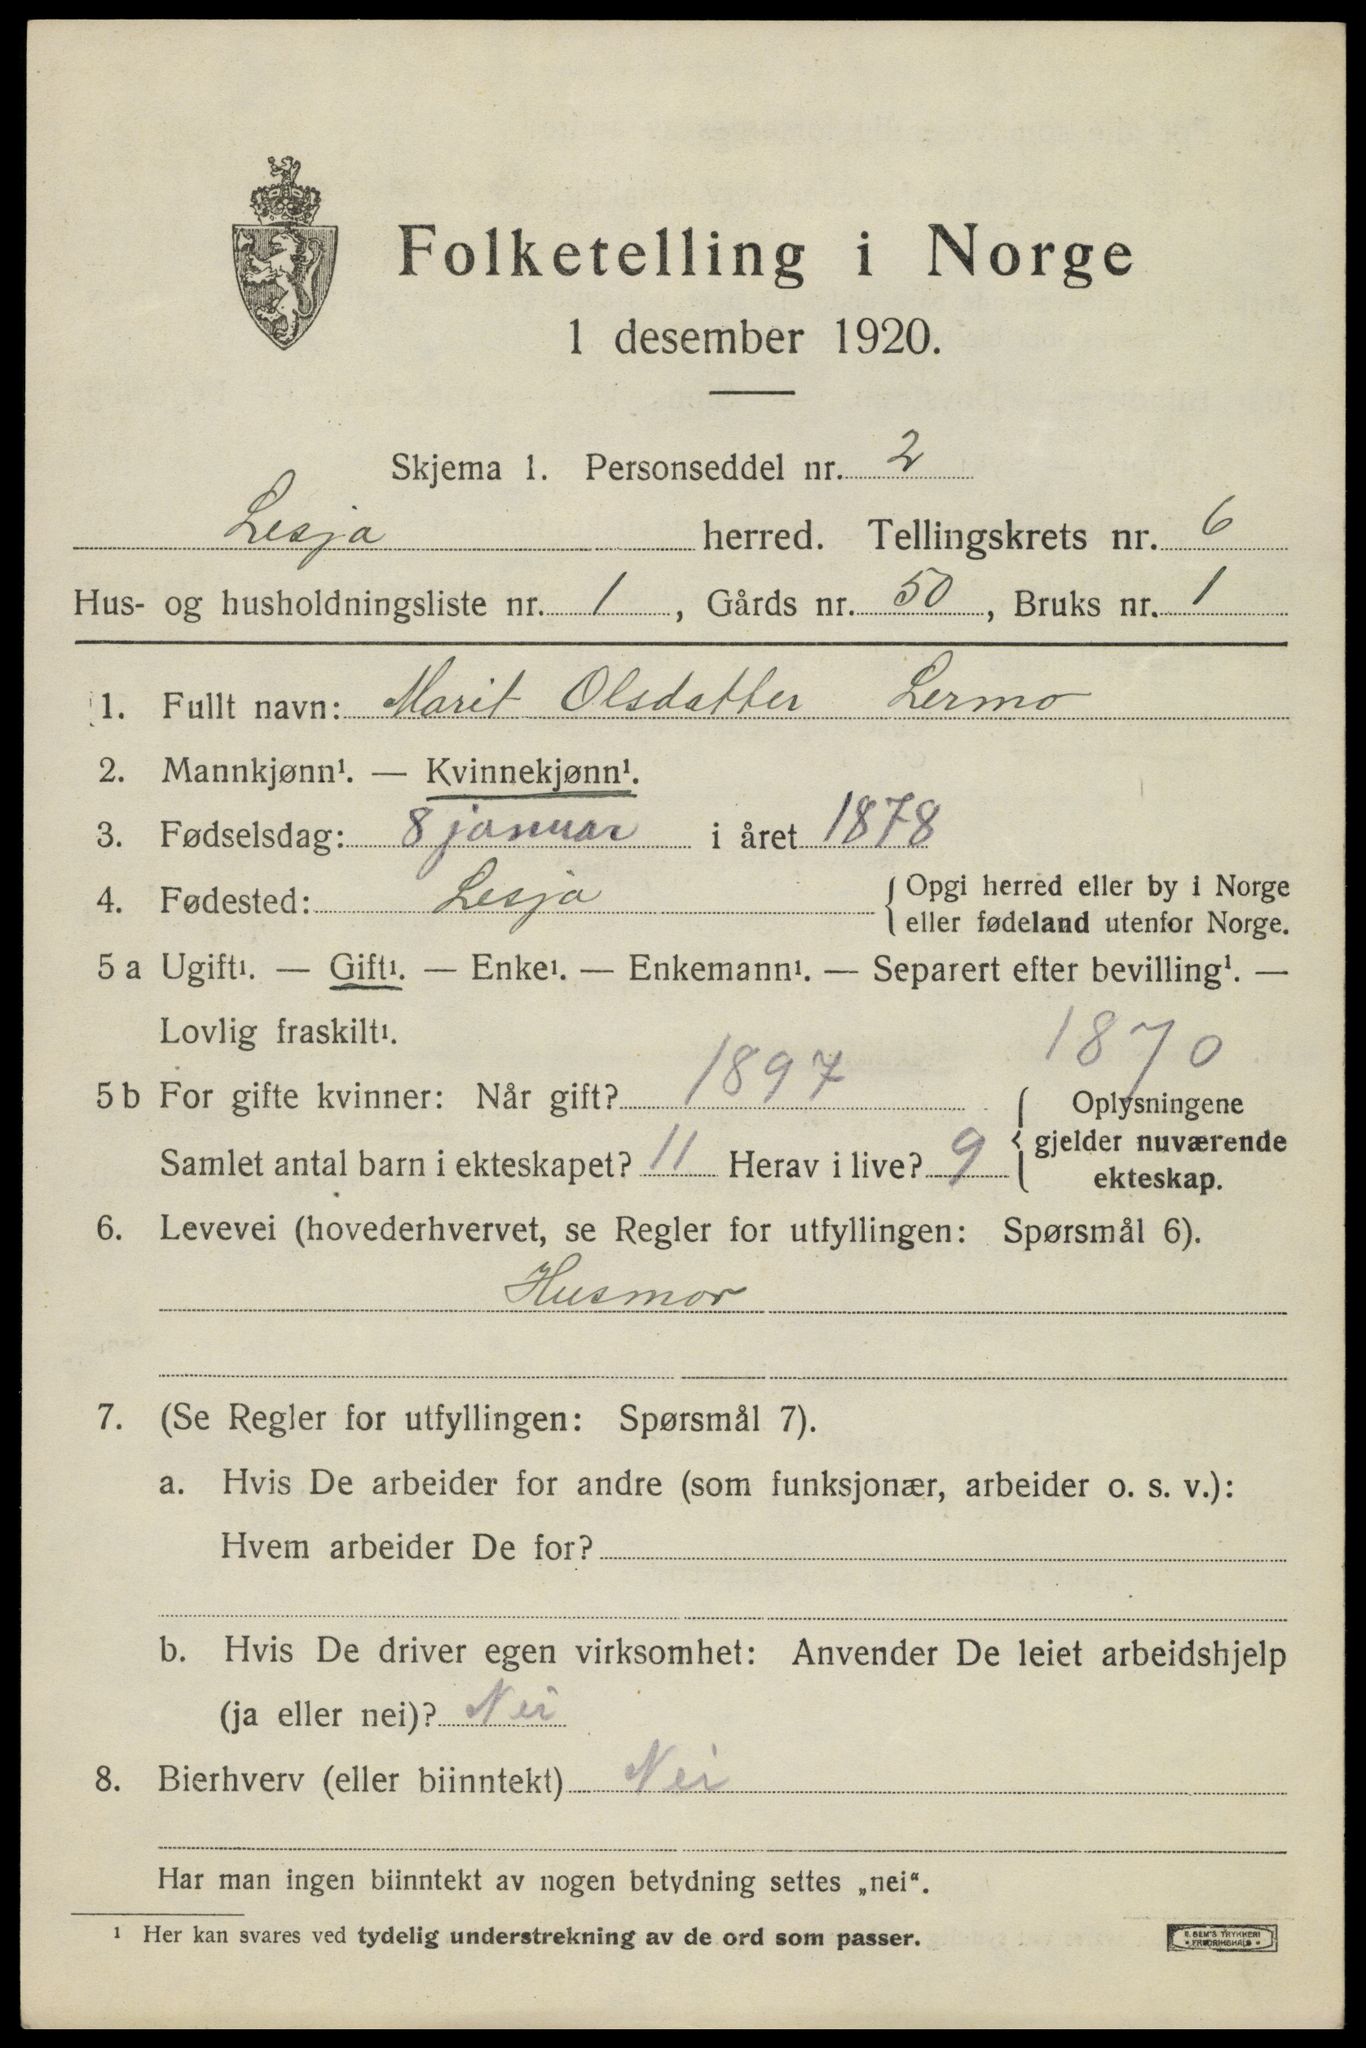 Folketelling i Norge
1 desember 1920.
Skjema 1. Personseddel nr. 2
Lesja herred. Tellingskrets nr. 6
Hus- og husholdningsliste nr. 1, Gårds nr. 50, Bruks nr. 1
1. Fullt navn: Marit Olsdatter Lermo
2. Mannkjønn¹. — Kvinnekjønn¹.
3. Fødselsdag: 8 januar i året 1878
4. Fødested: Lesja { Opgi herred eller by i Norge
eller fødeland utenfor Norge.
5 a Ugift¹. — Gift¹. — Enke¹. — Enkemann¹. — Separert efter bevilling¹. —
Lovlig fraskilt¹.
1870
5 b For gifte kvinner: Når gift? 1897 { Oplysningene
Samlet antal barn i ekteskapet? 11 Herav i live? 9 gjelder nuværende
ekteskap.
6. Levevei (hovederhvervet, se Regler for utfyllingen: Spørsmål 6).
Husmor
7. (Se Regler for utfyllingen: Spørsmål 7).
a. Hvis De arbeider for andre (som funksjonær, arbeider o. s. v.):
Hvem arbeider De for?
b. Hvis De driver egen virksomhet: Anvender De leiet arbeidshjelp
(ja eller nei)? Nei
8. Bierhverv (eller biinntekt) Nei
Har man ingen biinntekt av nogen betydning settes „nei“.
¹ Her kan svares ved tydelig understrekning av de ord som passer.
E. SEM'S TRYKKERI
FREDRIKSHALD